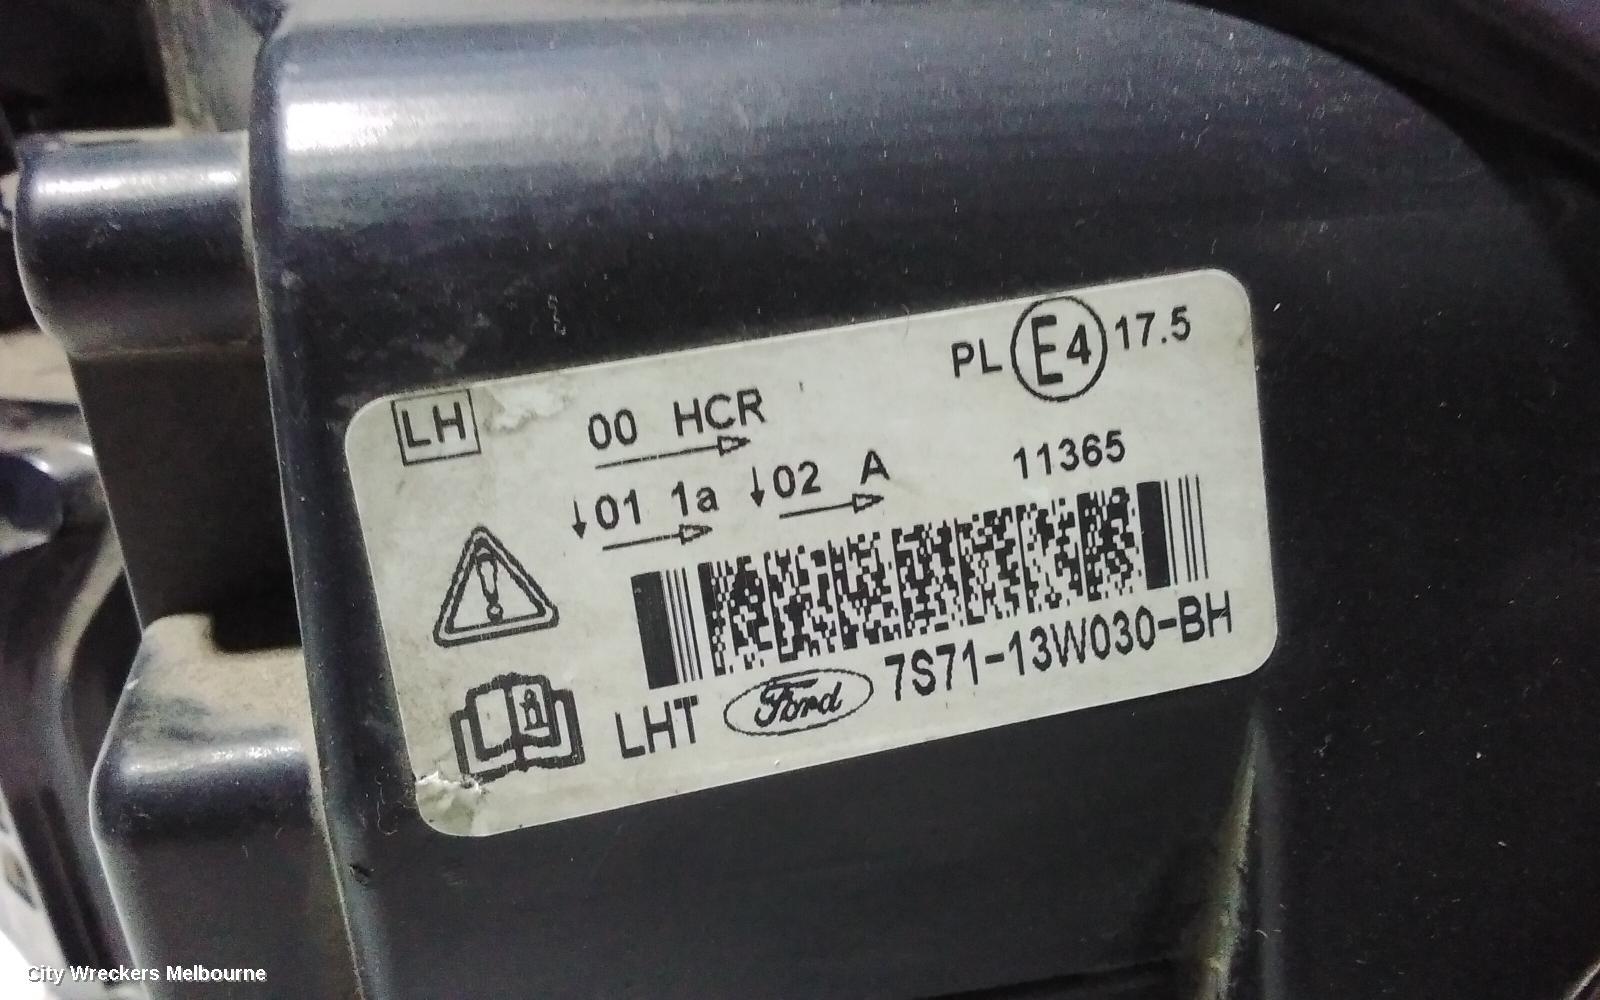 LH
00 HCR
PL E4 17.5
01 1a 02 A
11365
LHT Ford 7S71-13W030-BH
City Wreckers Melbourne